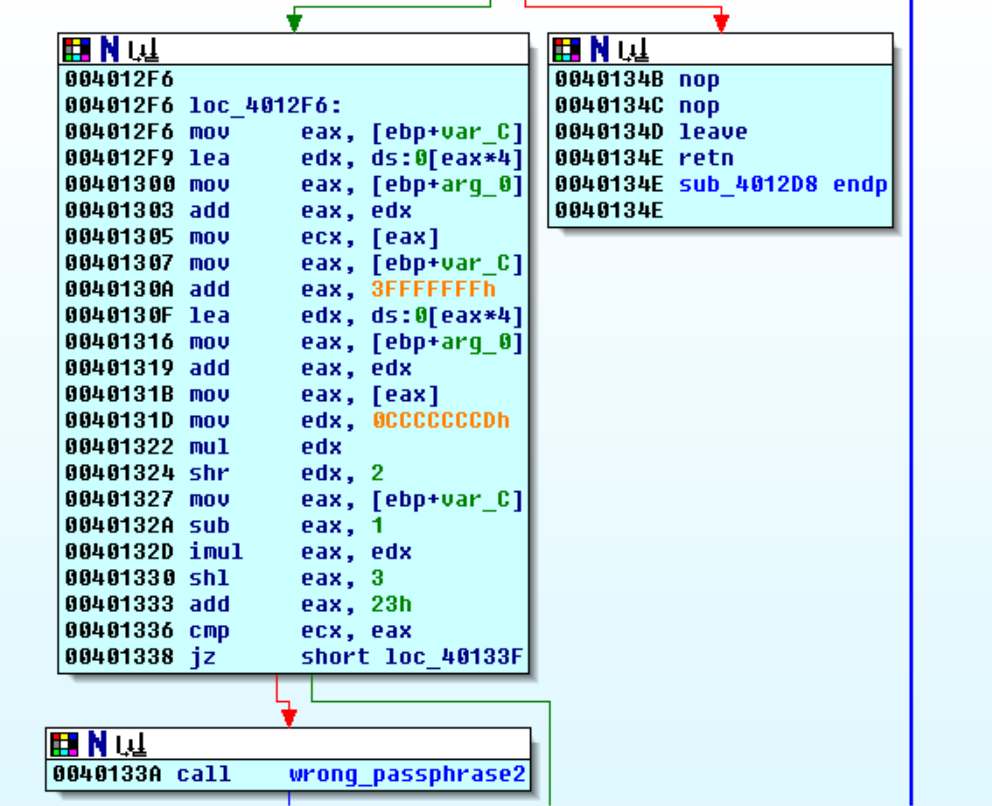 004012F6
004012F6 loc_4012F6:
004012F6 mov eax, [ebp+var_C]
004012F9 lea edx, ds:0[eax*4]
00401300 mov eax, [ebp+arg_0]
00401303 add eax, edx
00401305 mov ecx, [eax]
00401307 mov eax, [ebp+var_C]
0040130A add eax, 3FFFFFFFh
0040130F lea edx, ds:0[eax*4]
00401316 mov eax, [ebp+arg_0]
00401319 add eax, edx
0040131B mov eax, [eax]
0040131D mov edx, 0CCCCCCCDh
00401322 mul edx
00401324 shr edx, 2
00401327 mov eax, [ebp+var_C]
0040132A sub eax, 1
0040132D imul eax, edx
00401330 shl eax, 3
00401333 add eax, 23h
00401336 cmp ecx, eax
00401338 jz short loc_40133F
0040134B nop
0040134C nop
0040134D leave
0040134E retn
0040134E sub_4012D8 endp
0040134E
0040133A call wrong_passphrase2